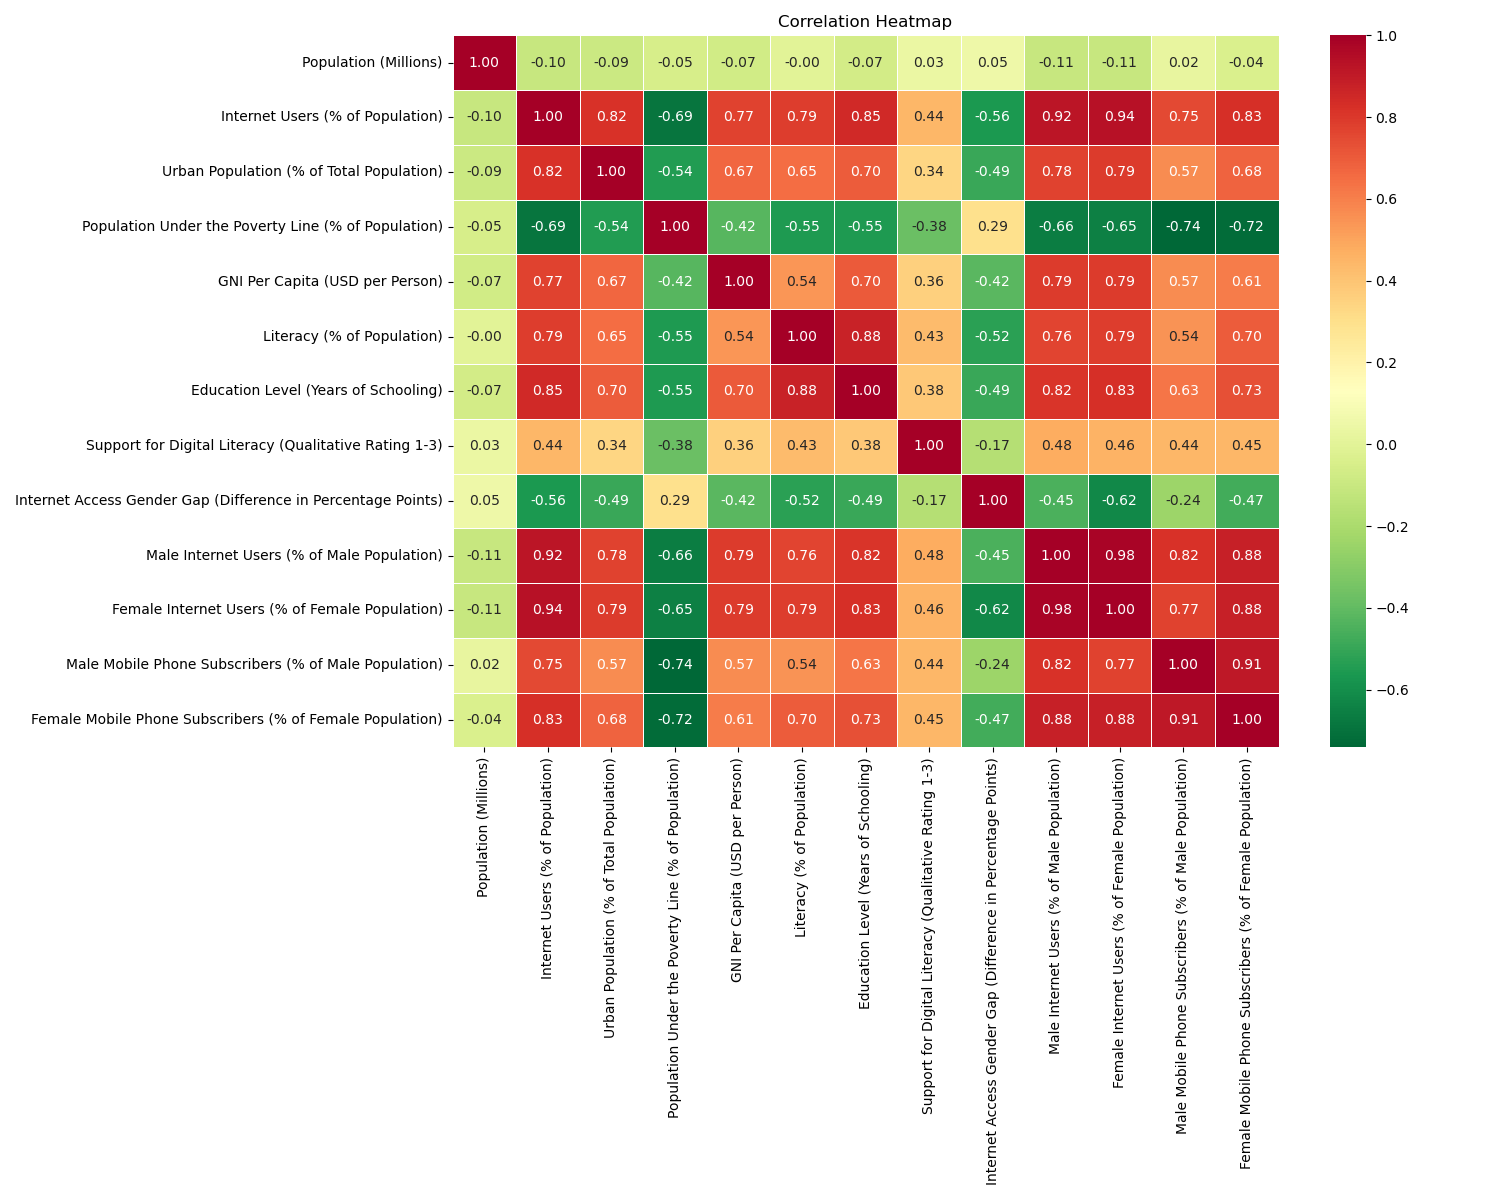 Correlation Heatmap
Population (Millions) 1.00 -0.10 -0.09 -0.05 -0.07 -0.00 -0.07 0.03 0.05 -0.11 -0.11 0.02 -0.04
Internet Users (% of Population) -0.10 1.00 0.82 -0.69 0.77 0.79 0.85 0.44 -0.56 0.92 0.94 0.75 0.83
Urban Population (% of Total Population) -0.09 0.82 1.00 -0.54 0.67 0.65 0.70 0.34 -0.49 0.78 0.79 0.57 0.68
Population Under the Poverty Line (% of Population) -0.05 -0.69 -0.54 1.00 -0.42 -0.55 -0.55 -0.38 0.29 -0.66 -0.65 -0.74 -0.72
GNI Per Capita (USD per Person) -0.07 0.77 0.67 -0.42 1.00 0.54 0.70 0.36 -0.42 0.79 0.79 0.57 0.61
Literacy (% of Population) -0.00 0.79 0.65 -0.55 0.54 1.00 0.88 0.43 -0.52 0.76 0.79 0.54 0.70
Education Level (Years of Schooling) -0.07 0.85 0.70 -0.55 0.70 0.88 1.00 0.38 -0.49 0.82 0.83 0.63 0.73
Support for Digital Literacy (Qualitative Rating 1-3) 0.03 0.44 0.34 -0.38 0.36 0.43 0.38 1.00 -0.17 0.48 0.46 0.44 0.45
Internet Access Gender Gap (Difference in Percentage Points) 0.05 -0.56 -0.49 0.29 -0.42 -0.52 -0.49 -0.17 1.00 -0.45 -0.62 -0.24 -0.47
Male Internet Users (% of Male Population) -0.11 0.92 0.78 -0.66 0.79 0.76 0.82 0.48 -0.45 1.00 0.98 0.82 0.88
Female Internet Users (% of Female Population) -0.11 0.94 0.79 -0.65 0.79 0.79 0.83 0.46 -0.62 0.98 1.00 0.77 0.88
Male Mobile Phone Subscribers (% of Male Population) 0.02 0.75 0.57 -0.74 0.57 0.54 0.63 0.44 -0.24 0.82 0.77 1.00 0.91
Female Mobile Phone Subscribers (% of Female Population) -0.04 0.83 0.68 -0.72 0.61 0.70 0.73 0.45 -0.47 0.88 0.88 0.91 1.00
Population (Millions)
Internet Users (% of Population)
Urban Population (% of Total Population)
Population Under the Poverty Line (% of Population)
GNI Per Capita (USD per Person)
Literacy (% of Population)
Education Level (Years of Schooling)
Support for Digital Literacy (Qualitative Rating 1-3)
Internet Access Gender Gap (Difference in Percentage Points)
Male Internet Users (% of Male Population)
Female Internet Users (% of Female Population)
Male Mobile Phone Subscribers (% of Male Population)
Female Mobile Phone Subscribers (% of Female Population)
1.0
0.8
0.6
0.4
0.2
0.0
−0.2
−0.4
−0.6